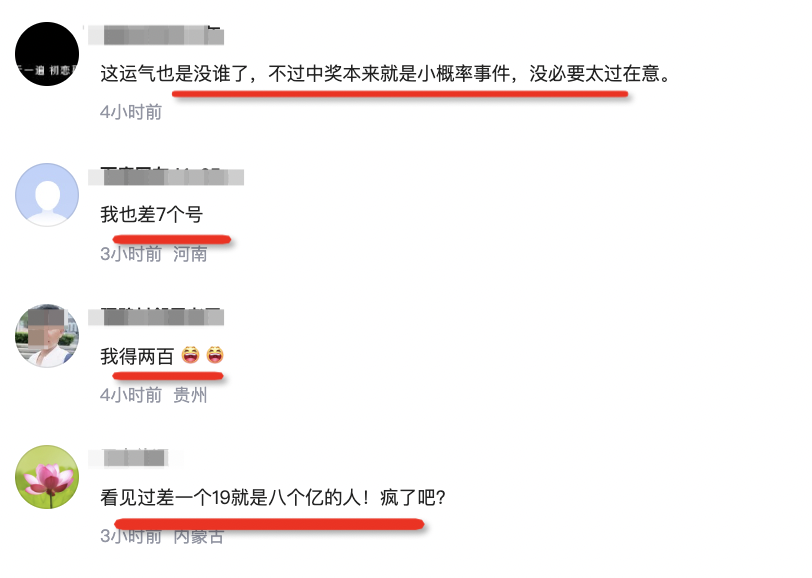 这运气也是没谁了，不过中奖本来就是小概率事件，没必要太过在意。
4小时前
我也差7个号
3小时前 河南
我得两百😆😆
4小时前 贵州
看见过差一个19就是八个亿的人！疯了吧?
3小时前 内蒙古